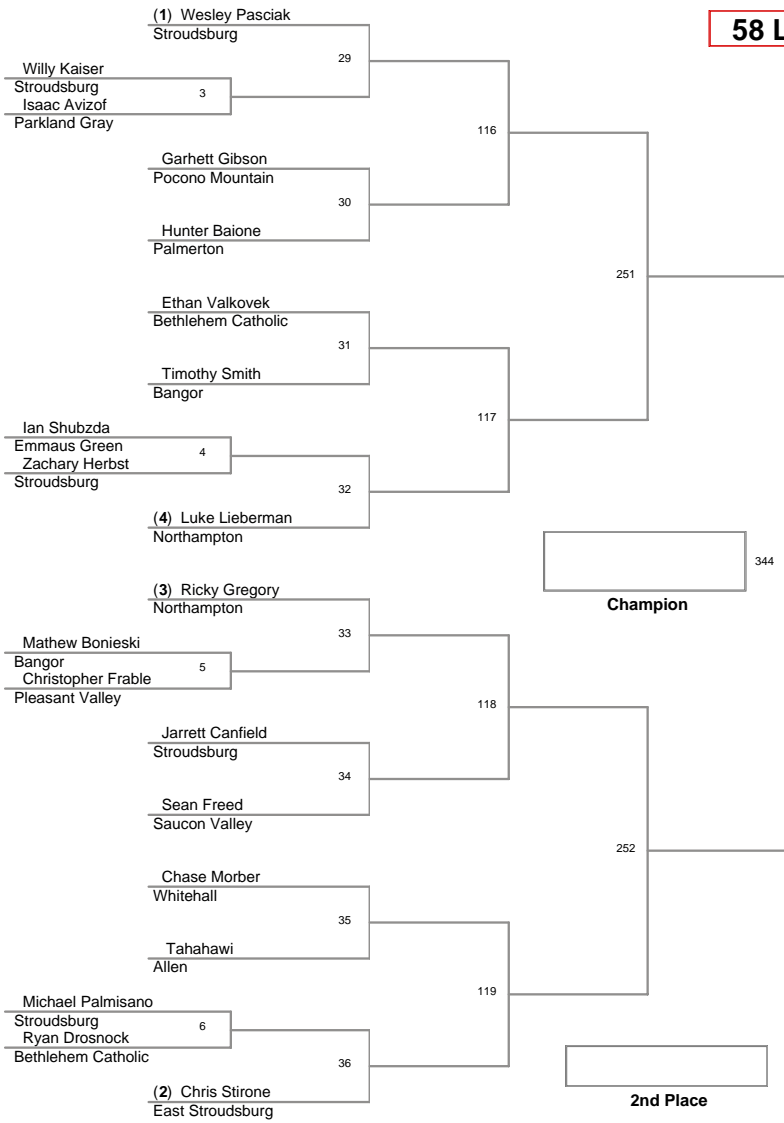 (1) Wesley Pasciak
Stroudsburg
58 L
29
Willy Kaiser
Stroudsburg
3
Isaac Avizof
Parkland Gray
116
Garhett Gibson
Pocono Mountain
30
Hunter Baione
Palmerton
251
Ethan Valkovek
Bethlehem Catholic
31
Timothy Smith
Bangor
117
Ian Shubzda
Emmaus Green
4
Zachary Herbst
Stroudsburg
32
(4) Luke Lieberman
Northampton
344
Champion
(3) Ricky Gregory
Northampton
33
Mathew Bonieski
Bangor
5
Christopher Frable
Pleasant Valley
118
Jarrett Canfield
Stroudsburg
34
Sean Freed
Saucon Valley
252
Chase Morber
Whitehall
35
Tahahawi
Allen
119
Michael Palmisano
Stroudsburg
6
Ryan Drosnock
Bethlehem Catholic
36
(2) Chris Stirone
East Stroudsburg
2nd Place